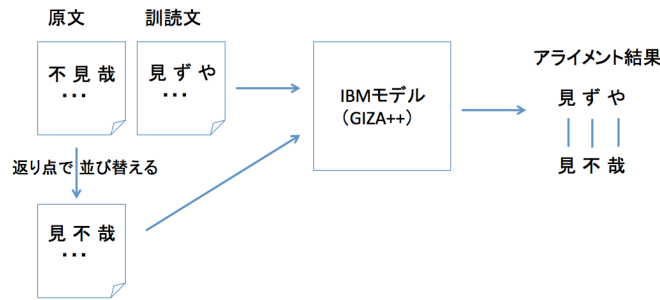 原文
訓読文
不 見 哉
・・・
見 ず や
・・・
IBMモデル
（GIZA++）
アライメント結果
見 ず や
見 不 哉
返り点で 並び替える
見 不 哉
・・・